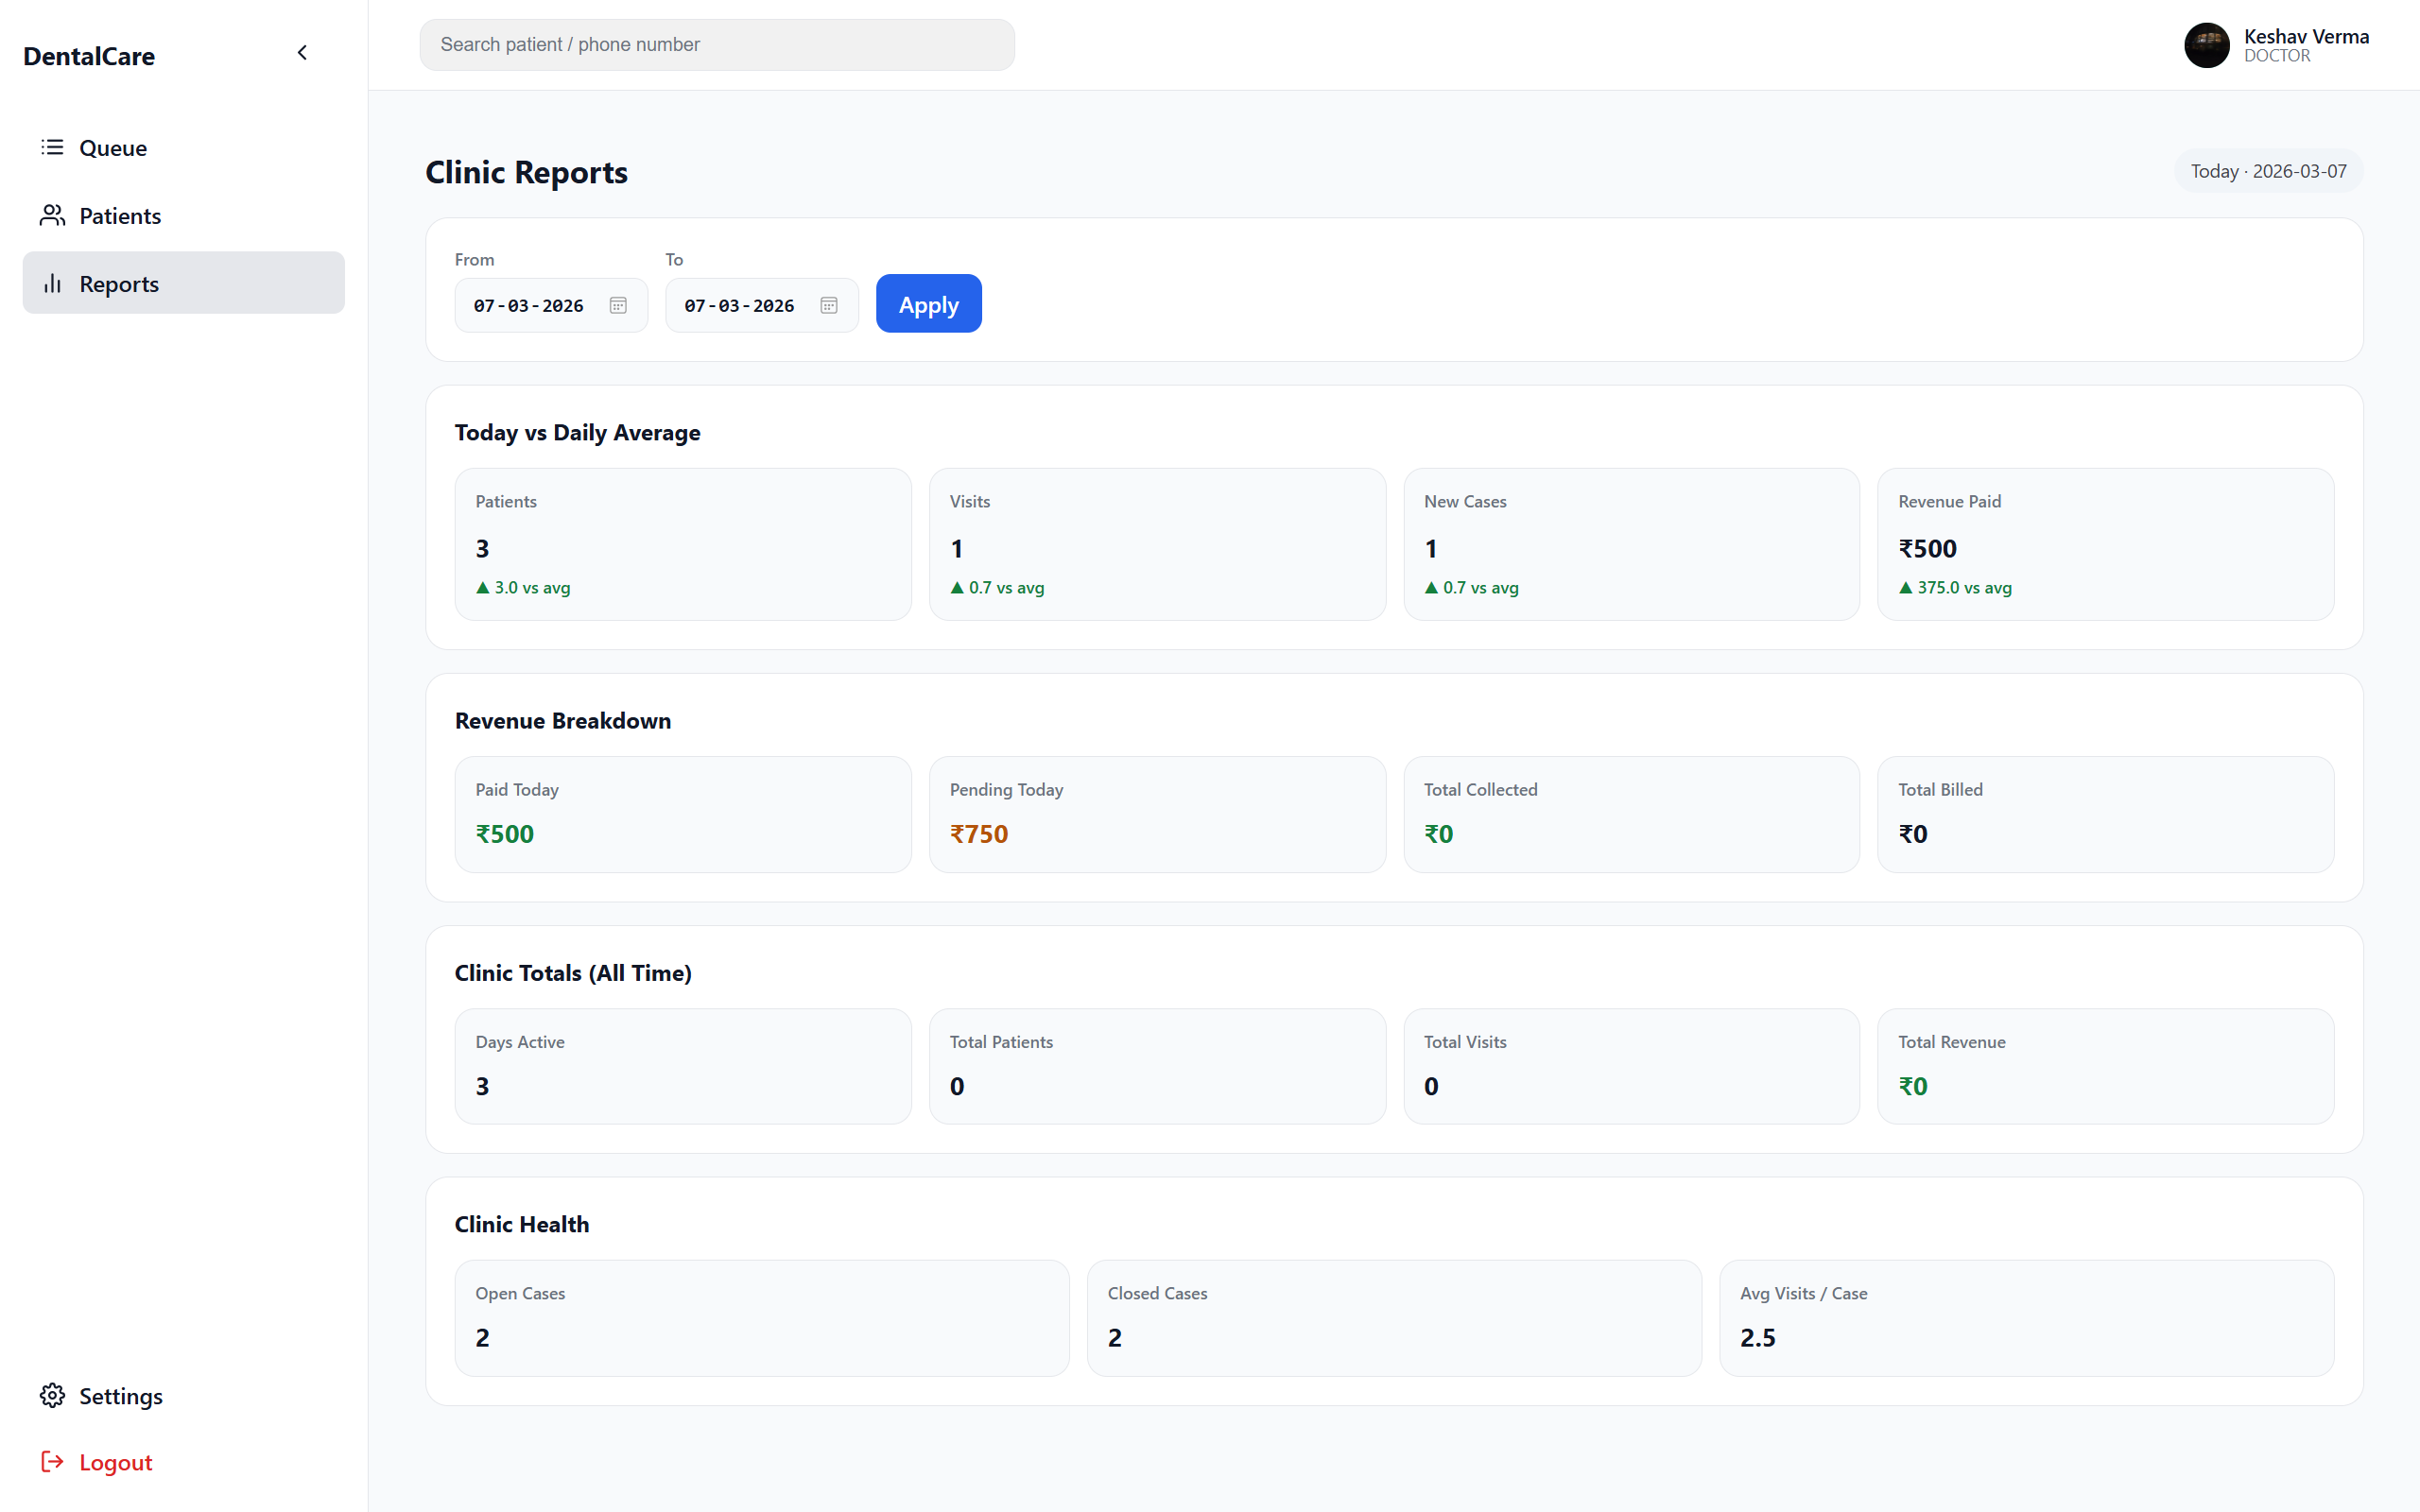 DentalCare
Search patient / phone number
Keshav Verma
DOCTOR
Queue
Patients
Reports
Settings
Logout
Clinic Reports
Today · 2026-03-07
From
To
07-03-2026
07-03-2026
Apply
Today vs Daily Average
Patients
3
▲ 3.0 vs avg
Visits
1
▲ 0.7 vs avg
New Cases
1
▲ 0.7 vs avg
Revenue Paid
₹500
▲ 375.0 vs avg
Revenue Breakdown
Paid Today
₹500
Pending Today
₹750
Total Collected
₹0
Total Billed
₹0
Clinic Totals (All Time)
Days Active
3
Total Patients
0
Total Visits
0
Total Revenue
₹0
Clinic Health
Open Cases
2
Closed Cases
2
Avg Visits / Case
2.5